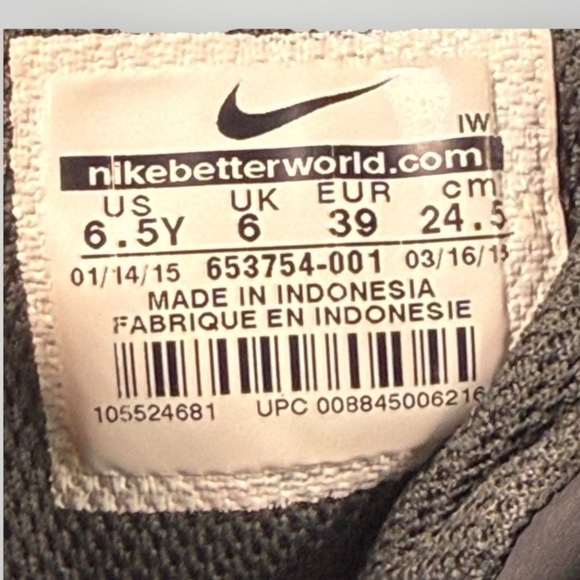 IW
nikebetterworld.com
US UK EUR cm
6.5Y 6 39 24.5
01/14/15 653754-001 03/16/15
MADE IN INDONESIA
FABRIQUE EN INDONESIE
105524681 UPC 008845006216